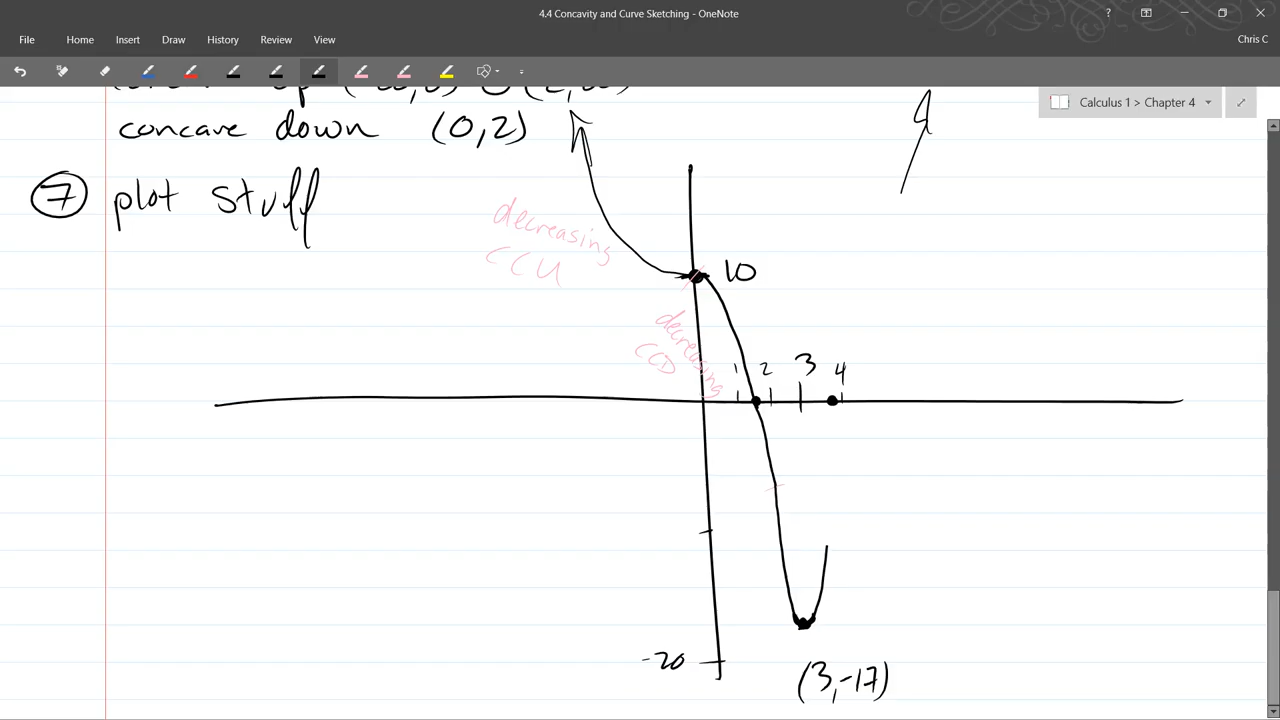 4.4 Concavity and Curve Sketching - OneNote
File Home Insert Draw History Review View
Chris C
Calculus 1 > Chapter 4
concave down (0,2)
⑦ plot stuff
decreasing
CCU
10
decreasing
CCD
1 2 3 4
-20
(3,-17)